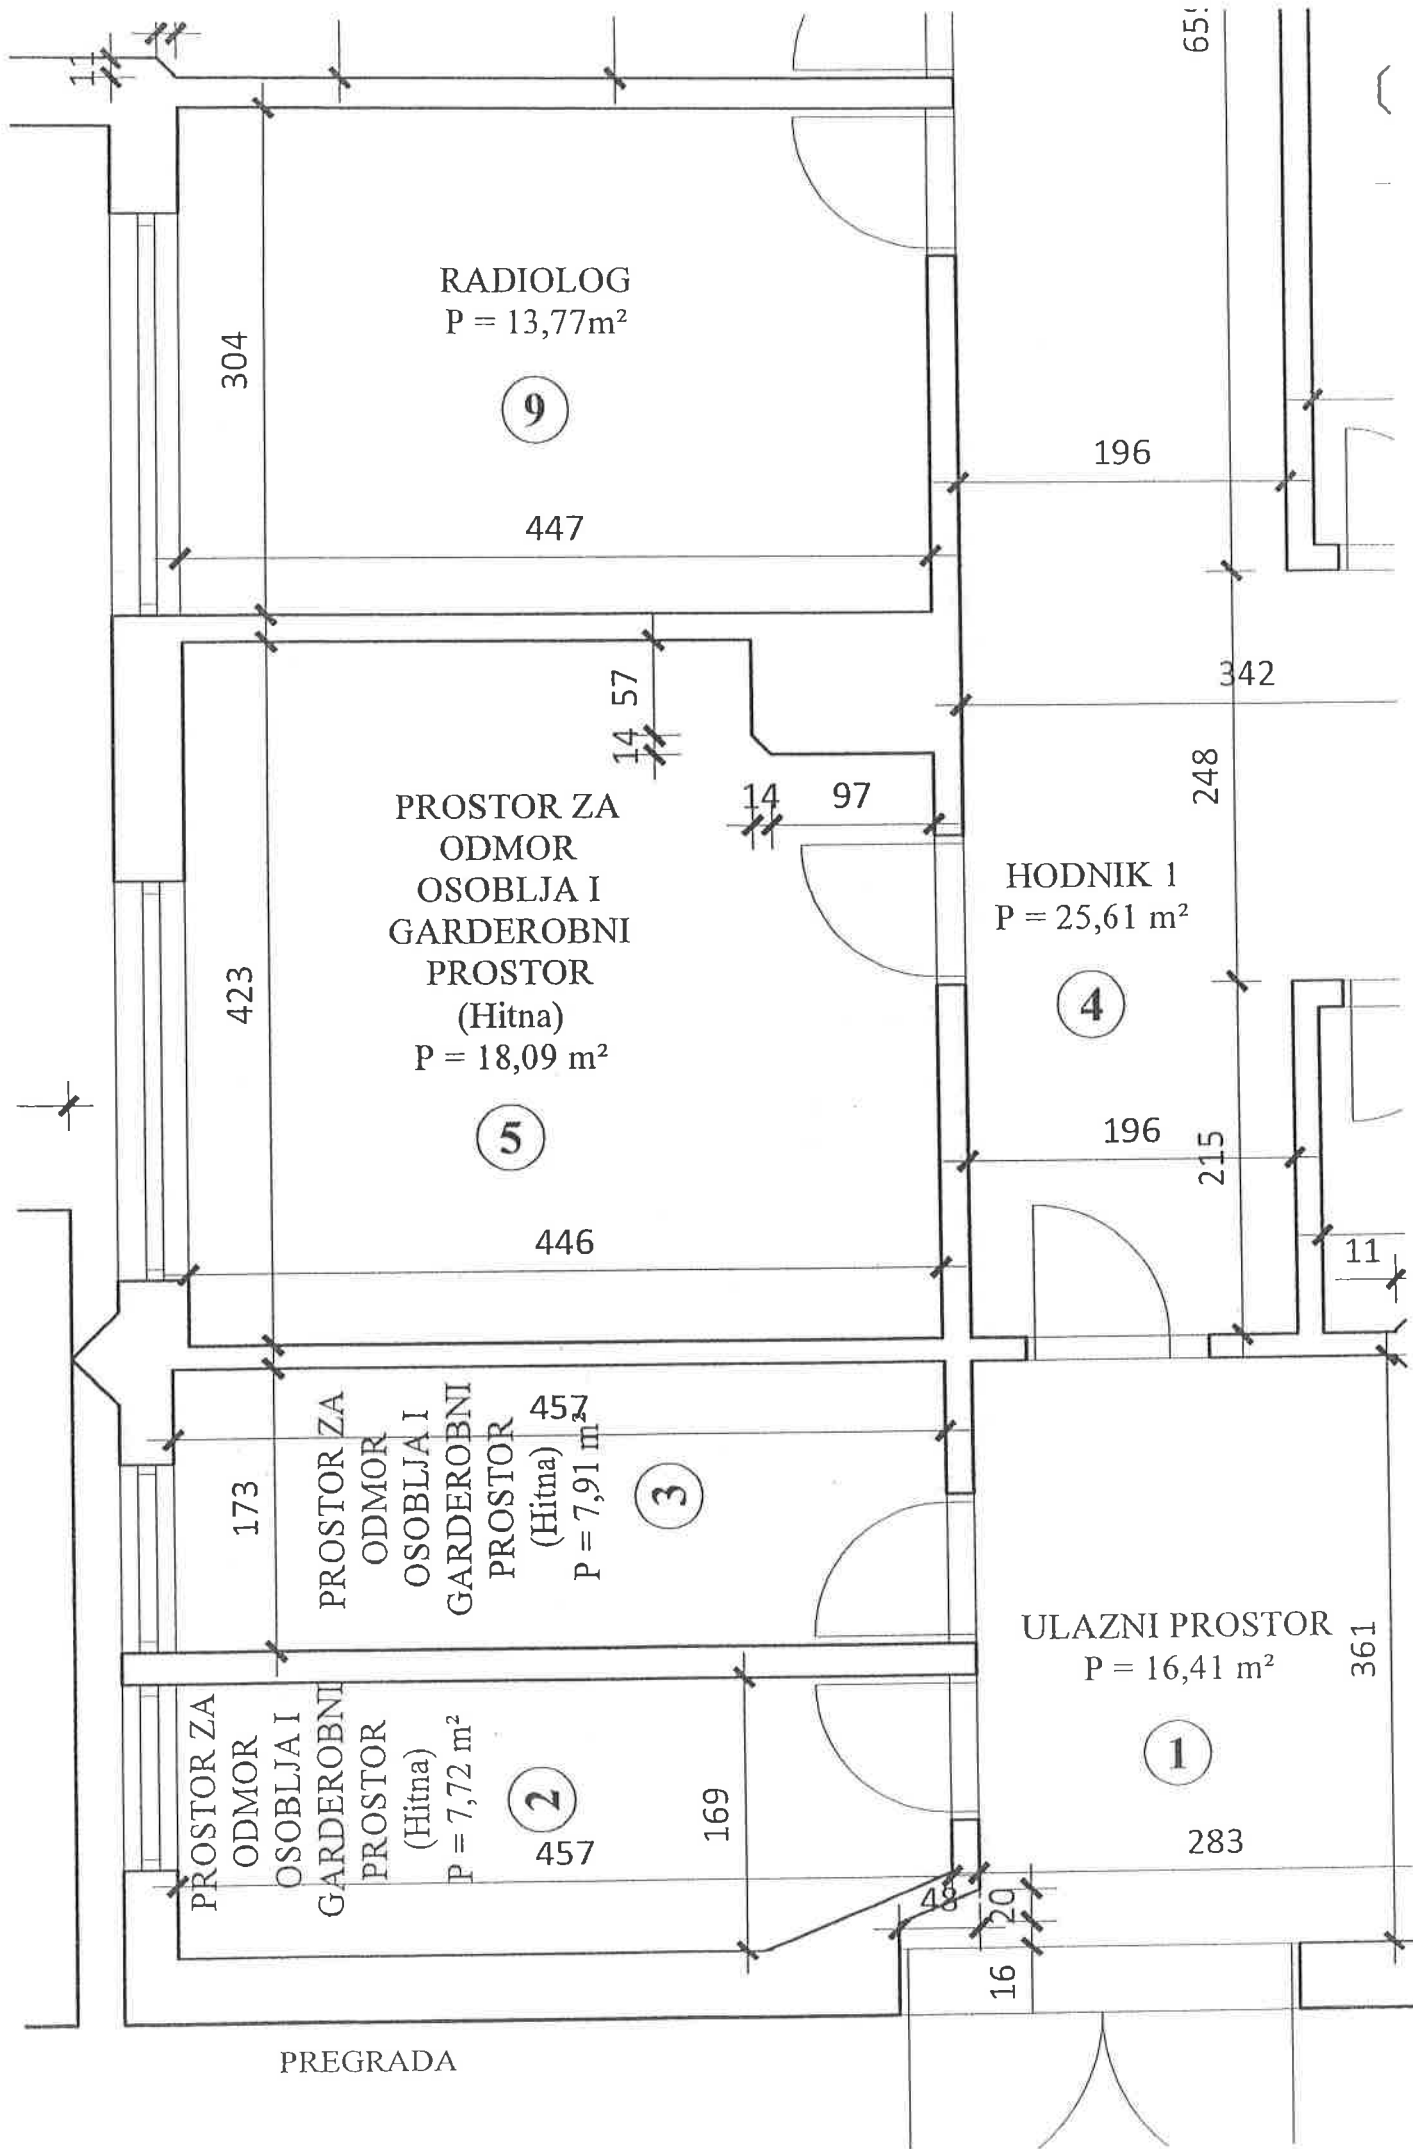 11
659
RADIOLOG
P = 13,77m²
9
304
447
196
342
57
14
14
97
248
PROSTOR ZA
ODMOR
OSOBLJA I
GARDEROBNI
PROSTOR
(Hitna)
P = 18,09 m²
5
423
446
HODNIK 1
P = 25,61 m²
4
196
215
11
457
PROSTOR ZA
ODMOR
OSOBLJA I
GARDEROBNI
PROSTOR
(Hitna)
P = 7,91 m²
3
173
ULAZNI PROSTOR
P = 16,41 m²
1
361
PROSTOR ZA
ODMOR
OSOBLJA I
GARDEROBNI
PROSTOR
(Hitna)
P = 7,72 m²
2
457
169
283
48
20
16
PREGRADA